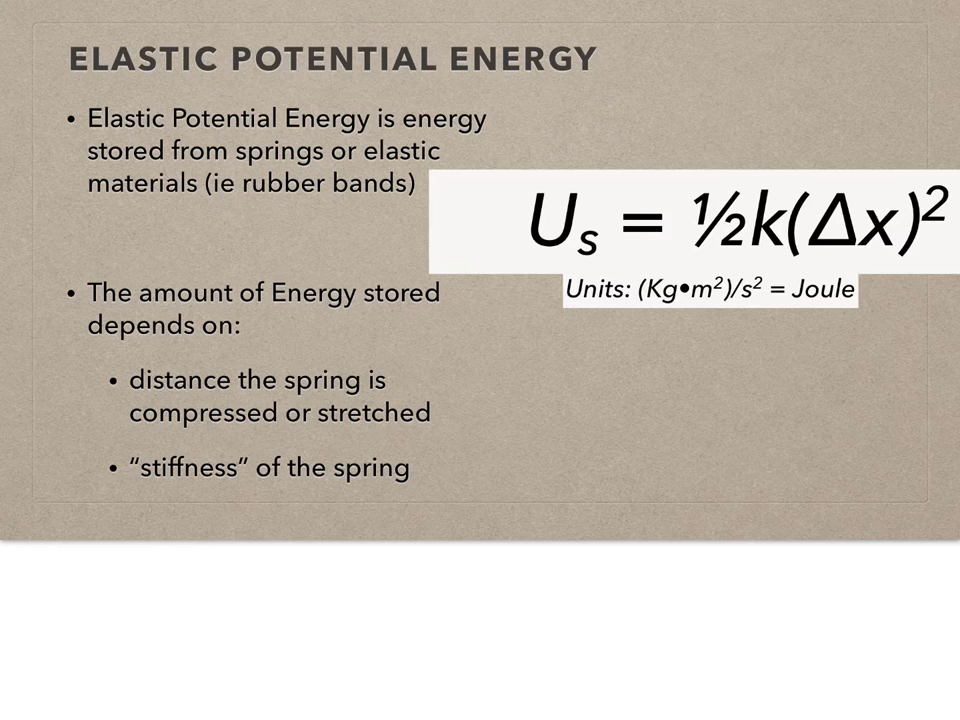 ELASTIC POTENTIAL ENERGY
• Elastic Potential Energy is energy
stored from springs or elastic
materials (ie rubber bands)
Uₛ = ½k(Δx)²
Units: (Kg•m²)/s² = Joule
• The amount of Energy stored
depends on:
• distance the spring is
compressed or stretched
• “stiffness” of the spring